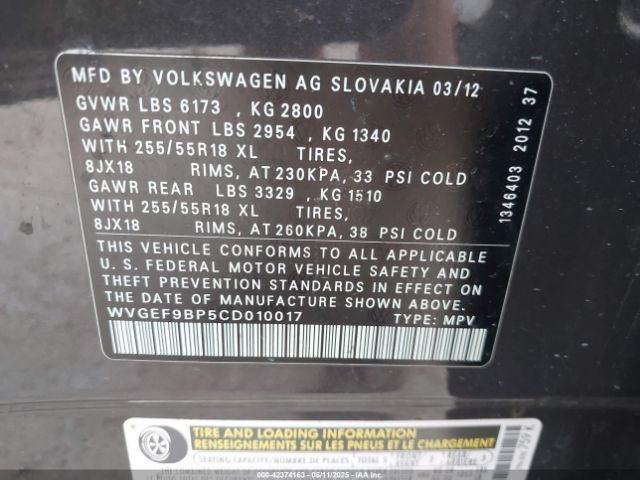 MFD BY VOLKSWAGEN AG SLOVAKIA 03/12
GVWR LBS 6173 , KG 2800
GAWR FRONT LBS 2954 , KG 1340
WITH 255/55R18 XL TIRES,
8JX18 RIMS, AT 230KPA, 33 PSI COLD
GAWR REAR LBS 3329 , KG 1510
WITH 255/55R18 XL TIRES,
8JX18 RIMS, AT 260KPA, 38 PSI COLD
THIS VEHICLE CONFORMS TO ALL APPLICABLE
U. S. FEDERAL MOTOR VEHICLE SAFETY AND
THEFT PREVENTION STANDARDS IN EFFECT ON
THE DATE OF MANUFACTURE SHOWN ABOVE.
WVGEF9BP5CD010017 TYPE: MPV
1346403 2012 37
TIRE AND LOADING INFORMATION
RENSEIGNEMENTS SUR LES PNEUS ET LE CHARGEMENT
SEATING CAPACITY
00-42374163 - 06/11/2025 - IAA Inc.